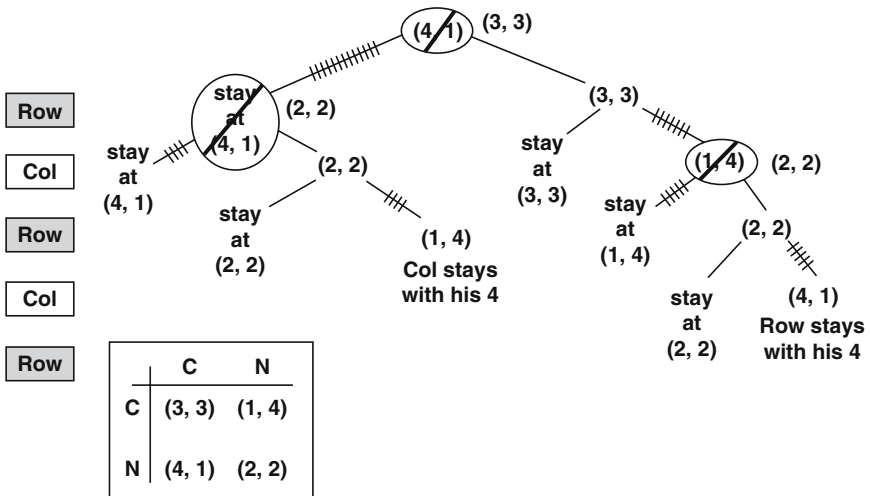 (4, 1) (3, 3)
Row
stay
at
(4, 1)
(2, 2)
(3, 3)
Col
stay
at
(4, 1)
(2, 2)
stay
at
(3, 3)
(1, 4)
(2, 2)
Row
stay
at
(2, 2)
(1, 4)
Col stays
with his 4
stay
at
(1, 4)
(2, 2)
Col
stay
at
(2, 2)
(4, 1)
Row stays
with his 4
Row
C N
C (3, 3) (1, 4)
N (4, 1) (2, 2)